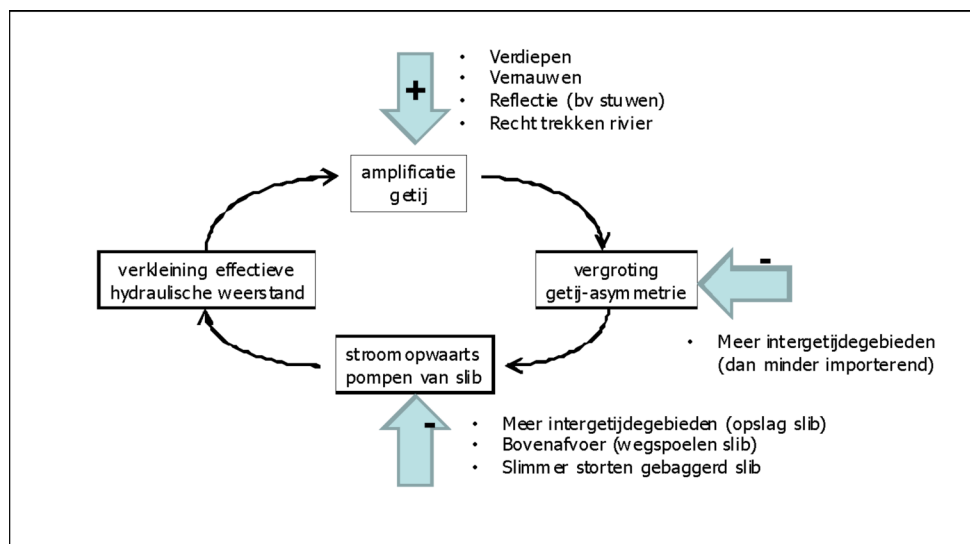 +
• Verdiepen
• Vernauwen
• Reflectie (bv stuwen)
• Recht trekken rivier
amplificatie
getij
verkleining effectieve
hydraulische weerstand
-
vergroting
getij-asymmetrie
• Meer intergetijdegebieden
(dan minder importerend)
stroomopwaarts
pompen van slib
-
• Meer intergetijdegebieden (opslag slib)
• Bovenafvoer (wegspoelen slib)
• Slimmer storten gebaggerd slib